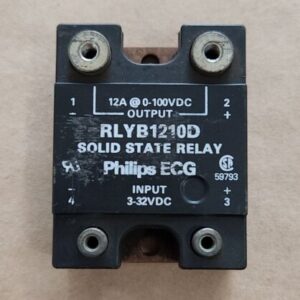 1 12A @ 0-100VDC 2
- OUTPUT +
RLYB1210D
SOLID STATE RELAY
Philips ECG
59793
- INPUT +
4 3-32VDC 3